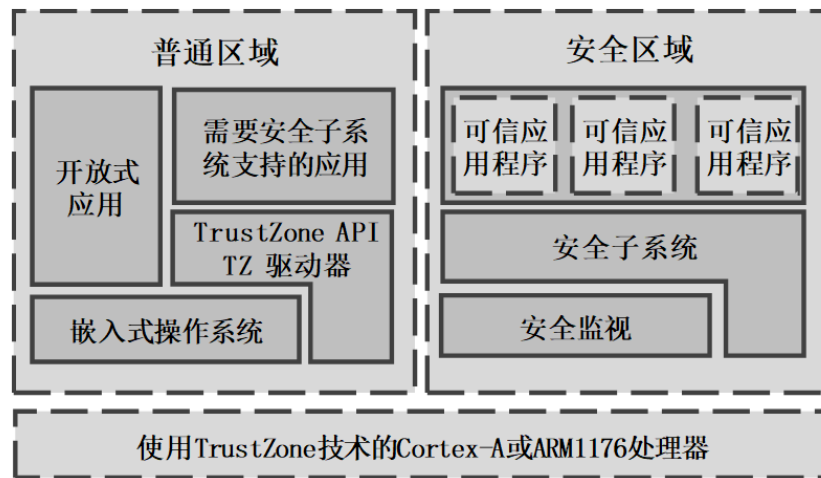 普通区域
开放式
应用
需要安全子系
统支持的应用
TrustZone API
TZ 驱动器
嵌入式操作系统
安全区域
可信应
用程序
可信应
用程序
可信应
用程序
安全子系统
安全监视
使用TrustZone技术的Cortex-A或ARM1176处理器